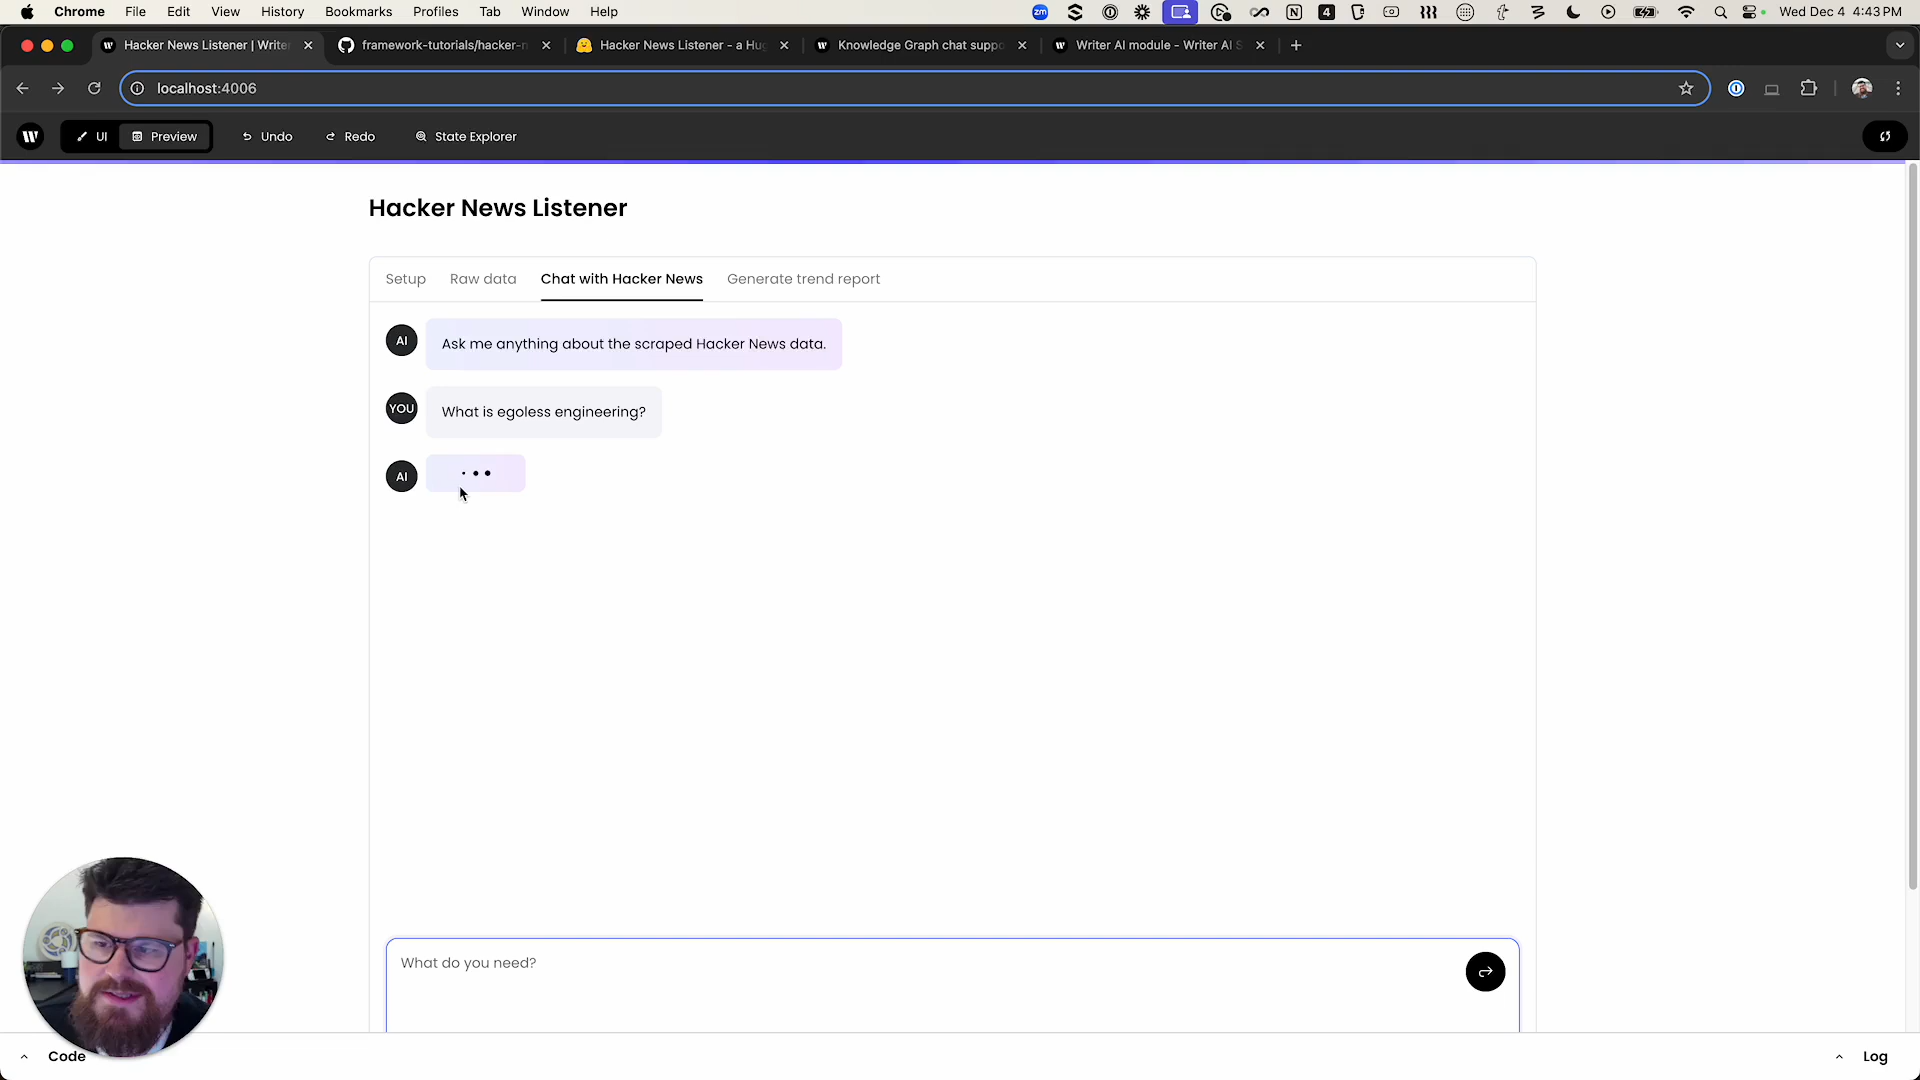 Chrome File Edit View History Bookmarks Profiles Tab Window Help zm 4 Wed Dec 4 4:43 PM
Hacker News Listener | Write framework-tutorials/hacker-n Hacker News Listener - a Hug Knowledge Graph chat suppo Writer AI module - Writer AI S
localhost:4006
W UI Preview Undo Redo State Explorer
Hacker News Listener
Setup Raw data Chat with Hacker News Generate trend report
AI Ask me anything about the scraped Hacker News data.
YOU What is egoless engineering?
AI
What do you need?
Code Log